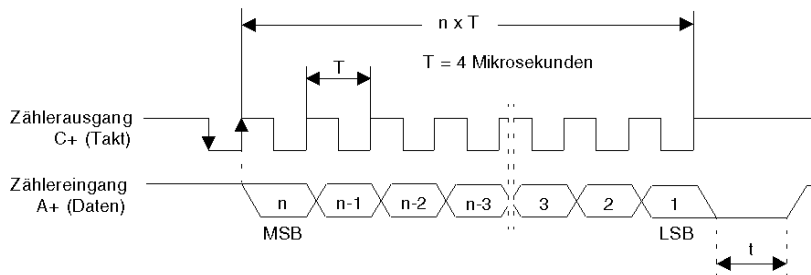 n x T
T
T = 4 Mikrosekunden
Zählerausgang
C+ (Takt)
Zählereingang
A+ (Daten)
n
n-1
n-2
n-3
3
2
1
MSB
LSB
t